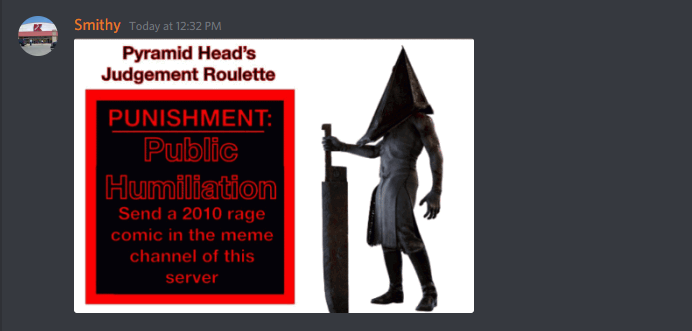 Smithy Today at 12:32 PM
Pyramid Head's
Judgement Roulette
PUNISHMENT:
Public
Humiliation
Send a 2010 rage
comic in the meme
channel of this
server